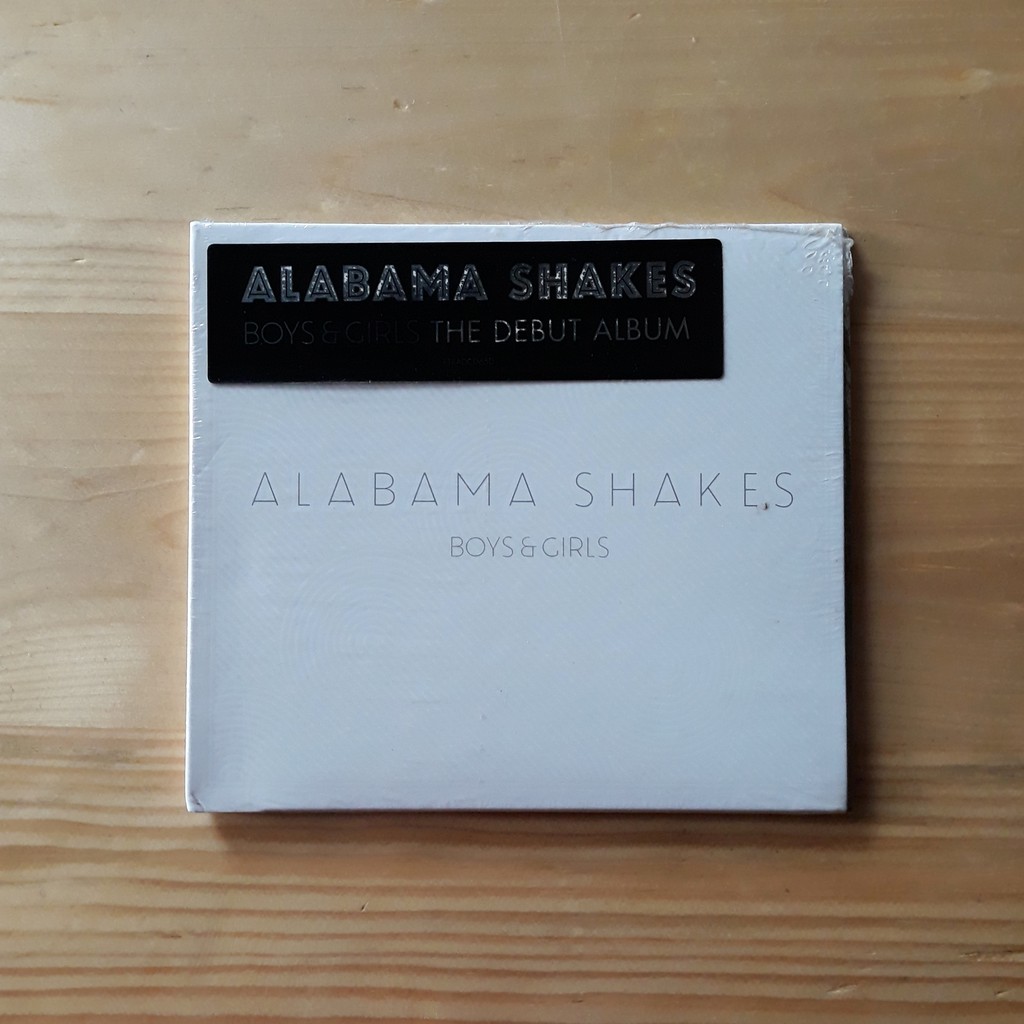 ALABAMA SHAKES
BOYS & GIRLS THE DEBUT ALBUM
ALABAMA SHAKES
BOYS & GIRLS